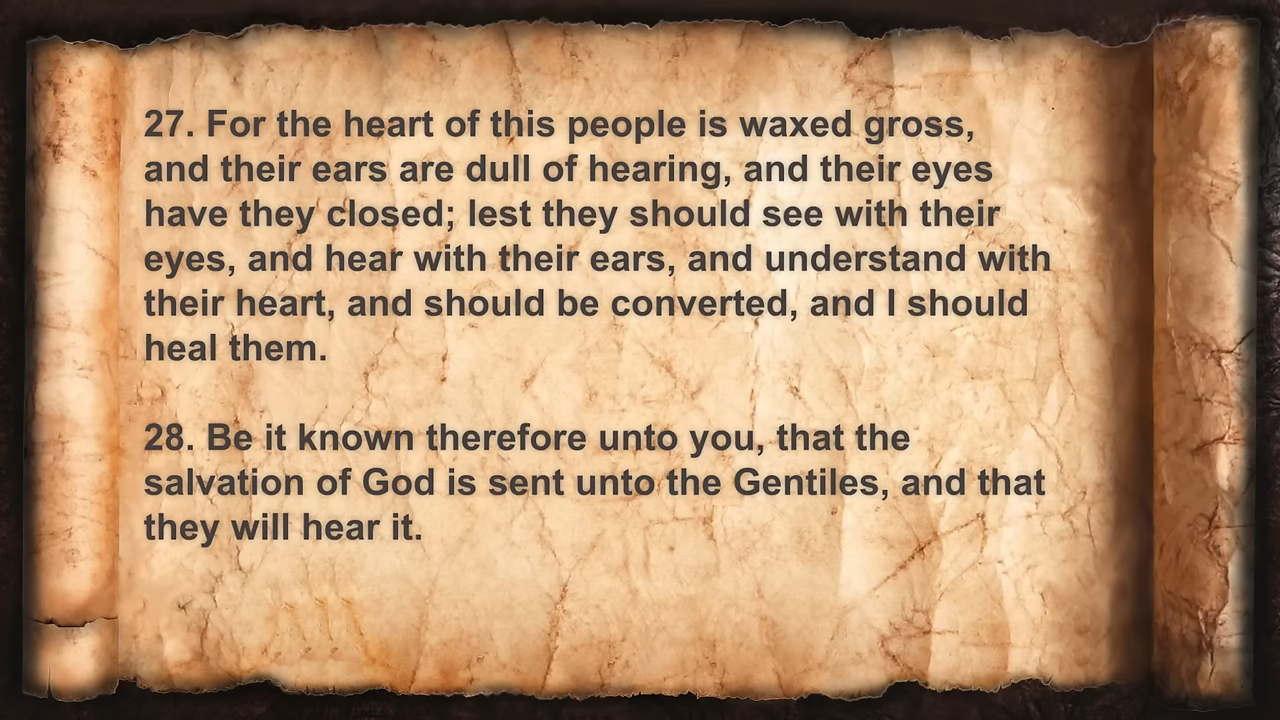 27. For the heart of this people is waxed gross,
and their ears are dull of hearing, and their eyes
have they closed; lest they should see with their
eyes, and hear with their ears, and understand with
their heart, and should be converted, and I should
heal them.
28. Be it known therefore unto you, that the
salvation of God is sent unto the Gentiles, and that
they will hear it.